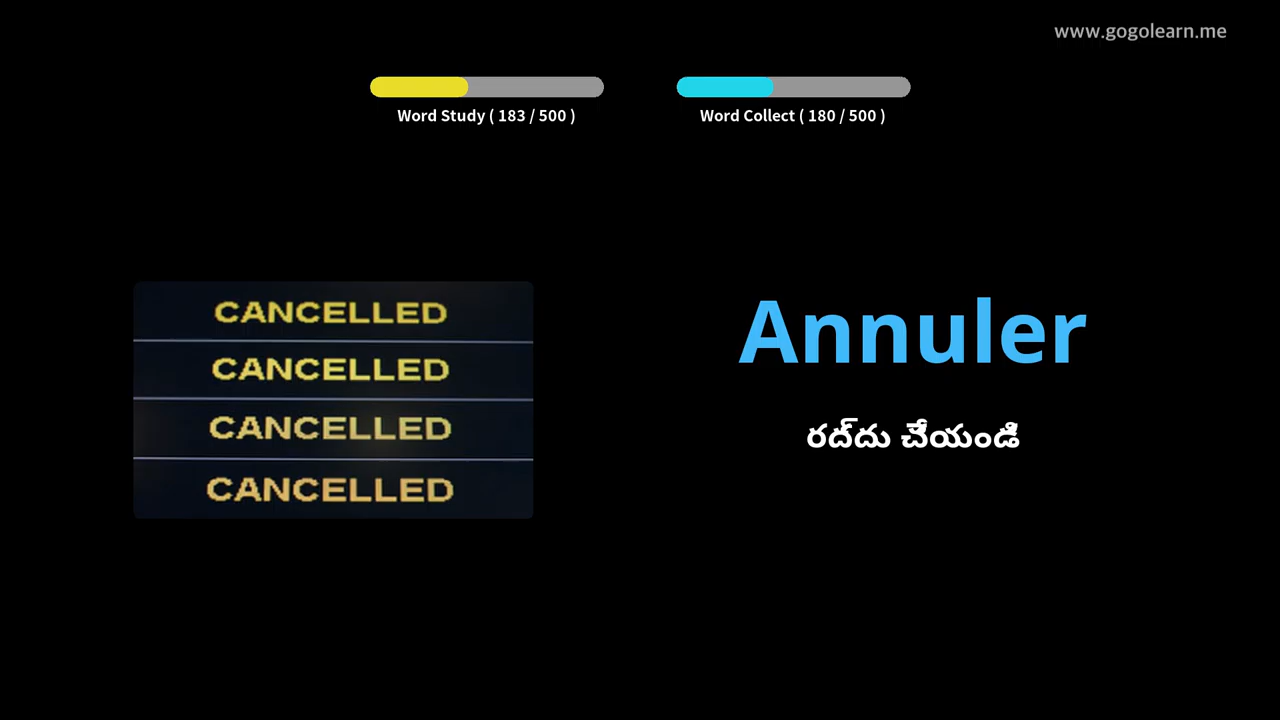 www.gogolearn.me
Word Study ( 183 / 500 )
Word Collect ( 180 / 500 )
CANCELLED
CANCELLED
CANCELLED
CANCELLED
Annuler
రద్దు చేయండి